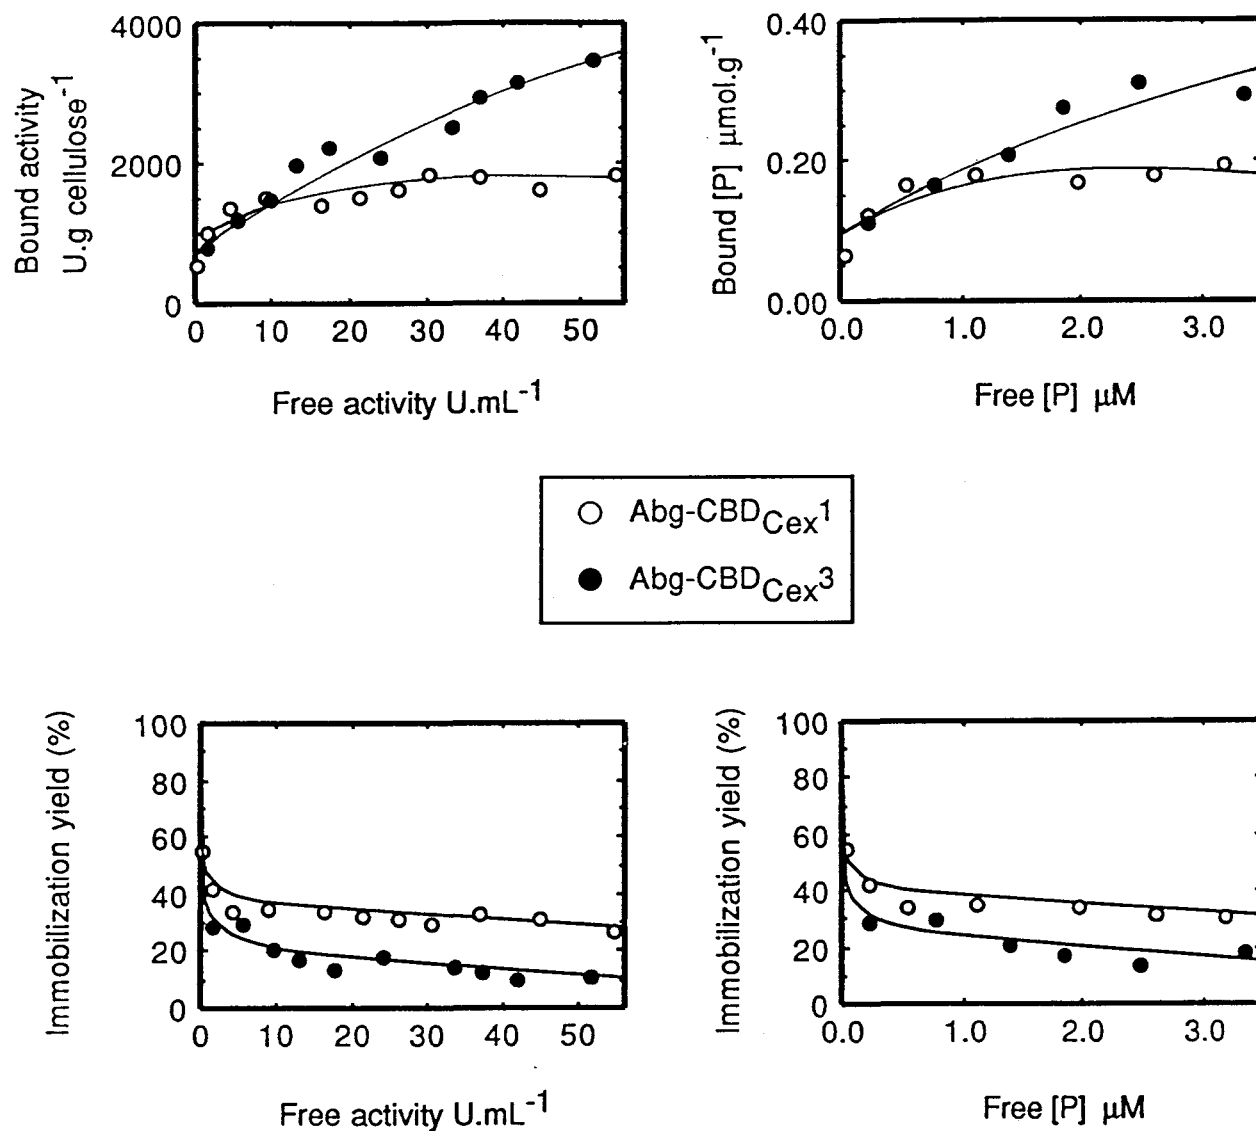 4000
2000
0
Bound activity
U.g cellulose⁻¹
0 10 20 30 40 50
Free activity U.mL⁻¹
0.40
0.20
0.00
Bound [P] µmol.g⁻¹
0.0 1.0 2.0 3.0
Free [P] µM
Abg-CBD_Cex1
Abg-CBD_Cex3
100
80
60
40
20
0
Immobilization yield (%)
0 10 20 30 40 50
Free activity U.mL⁻¹
100
80
60
40
20
0
Immobilization yield (%)
0.0 1.0 2.0 3.0
Free [P] µM